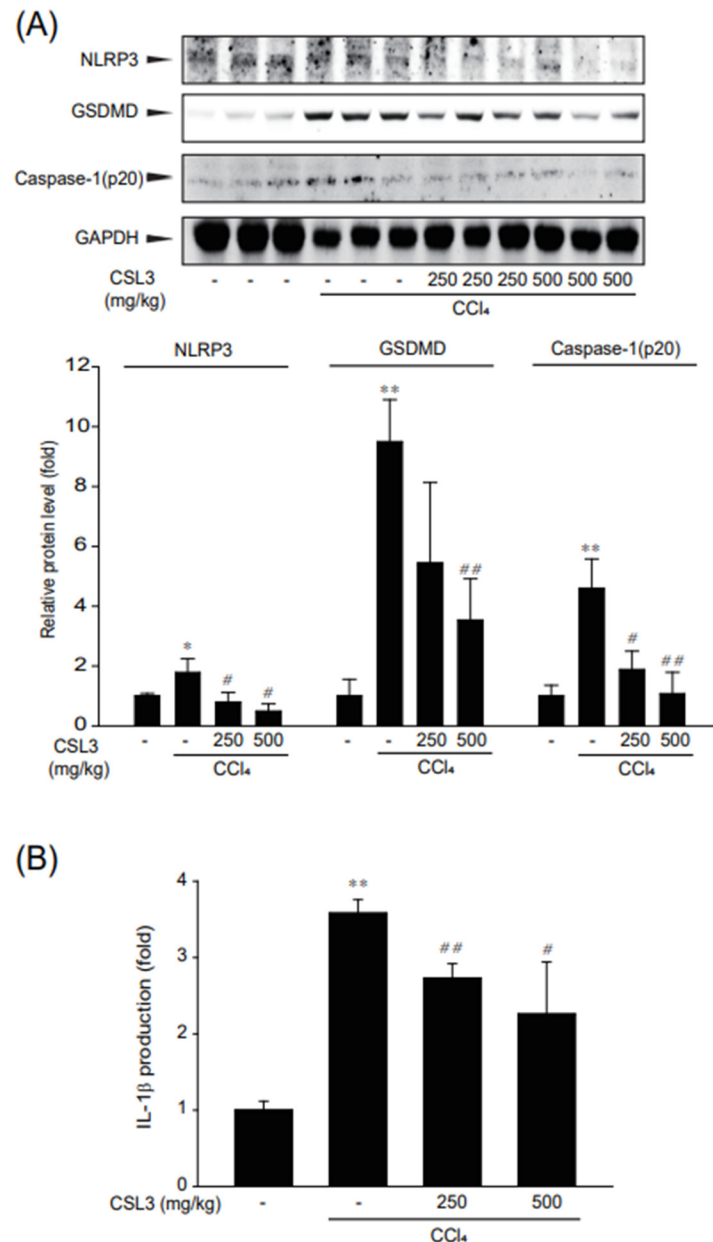 (A)
NLRP3
GSDMD
Caspase-1(p20)
GAPDH
CSL3 - - - - - - 250 250 250 500 500 500
(mg/kg)
CCl₄
NLRP3 GSDMD Caspase-1(p20)
12
10
8
6
4
2
0
Relative protein level (fold)
* # # ** ## ** # ##
CSL3 - - 250 500 - - 250 500 - - 250 500
(mg/kg) CCl₄ CCl₄ CCl₄
(B)
4
3
2
1
0
IL-1β production (fold)
** ## #
CSL3 (mg/kg) - - 250 500
CCl₄